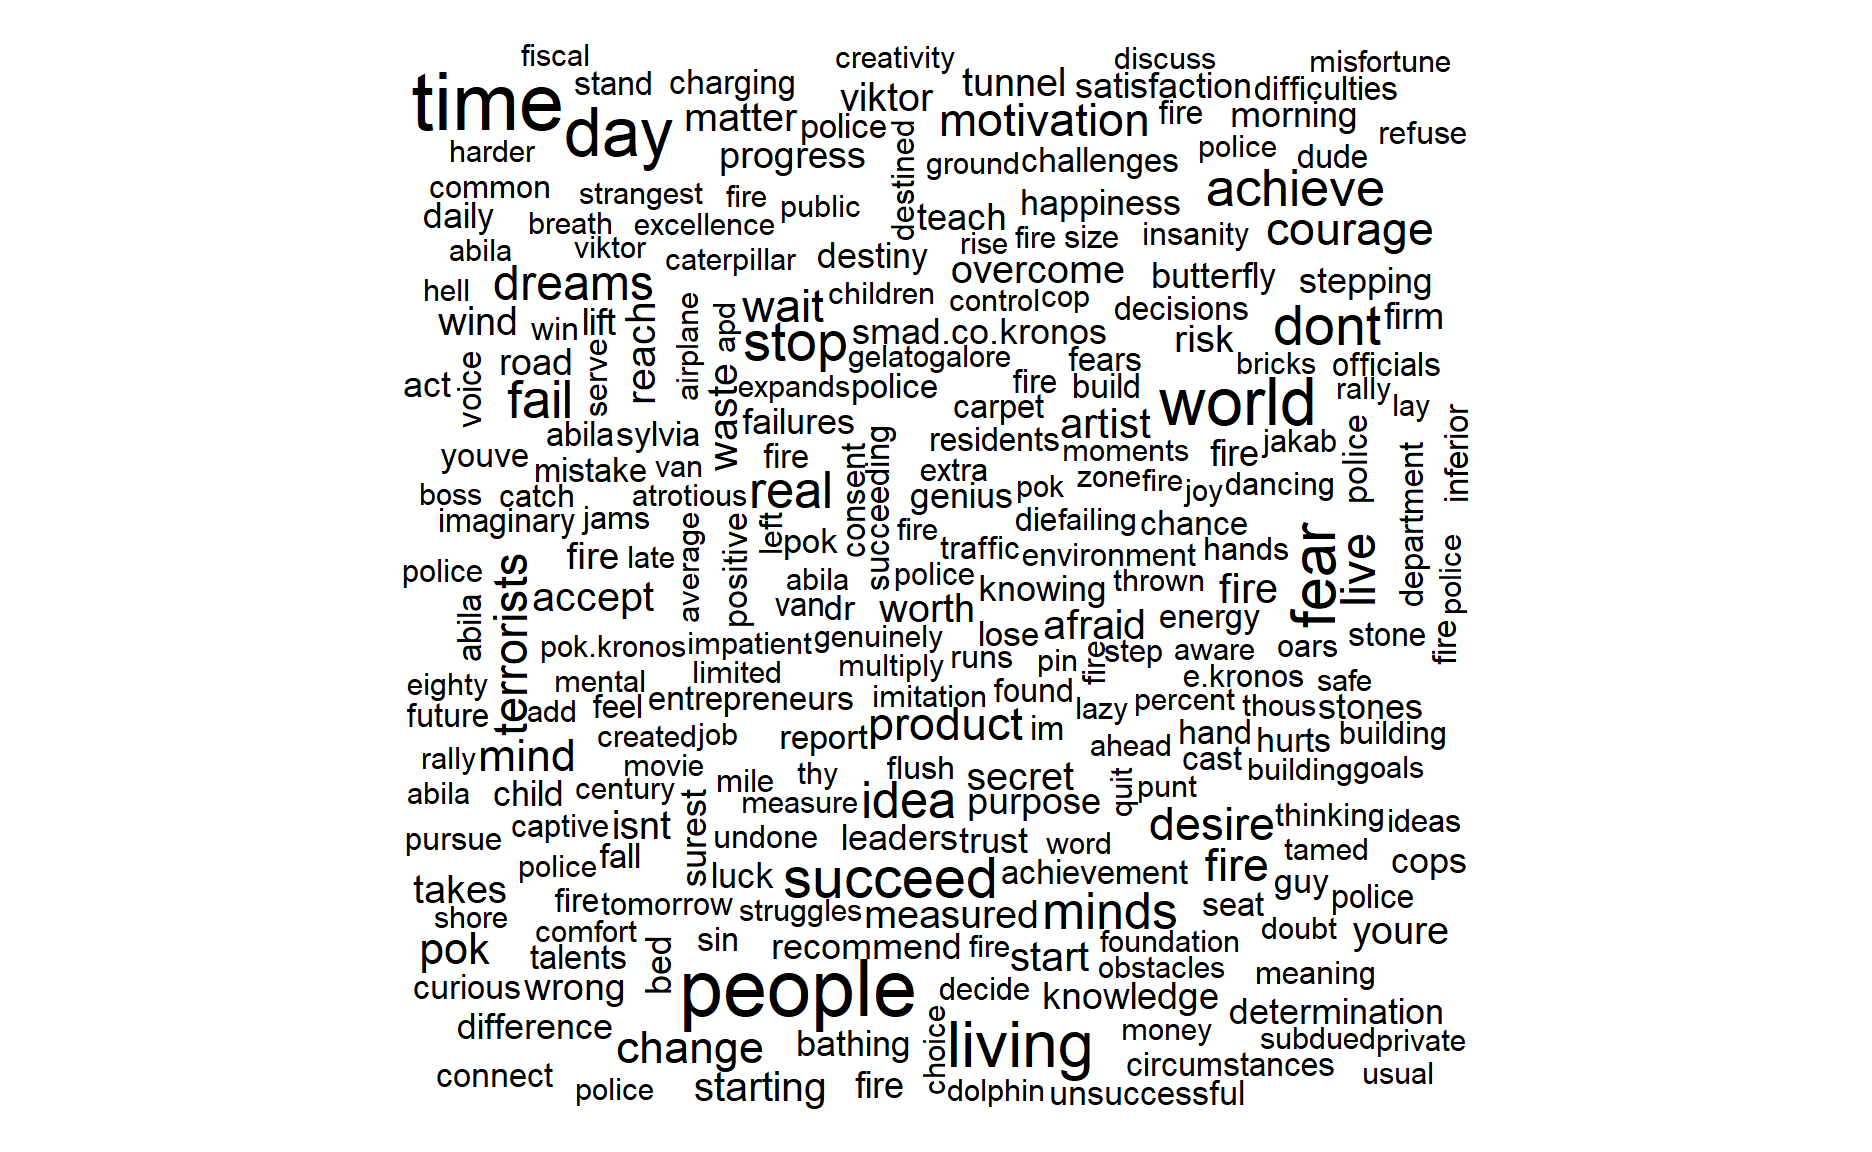 fiscal creativity discuss misfortune
time stand charging viktor tunnel satisfaction difficulties
day matter police motivation fire morning refuse
harder progress destined ground challenges police dude
common strangest fire public achieve
daily breath excellence teach happiness courage
abila viktor caterpillar destiny rise fire size insanity
hell dreams overcome butterfly stepping
wind win lift reach airplane apd wait children control cop decisions dont firm
road serve waste stop smad.co.kronos risk
act voice fail gelatogalore fears bricks officials
expands police fire build world rally lay
abila sylvia failures carpet artist police inferior
youve mistake van fire consent succeeding residents moments fire jakab
boss catch atrotious real extra genius pok zone fire joy dancing department
imaginary jams average positive left pok fire die failing chance
fire late traffic environment hands fear live
police terrorists abila police knowing thrown fire police
abila accept van dr worth afraid energy
pok.kronos impatient genuinely lose fire step aware oars stone fire
limited multiply runs pin
eighty mental entrepreneurs imitation found e.kronos safe
future add feel product im lazy percent thous stones
created job report ahead hand hurts building
rally mind movie mile thy flush secret cast building goals
abila child century surest measure idea purpose quit punt
pursue captive isnt undone leaders trust word desire thinking ideas
police fall luck succeed achievement fire tamed cops
takes fire tomorrow struggles measured minds seat guy police
shore comfort
pok talents bed sin recommend fire start foundation doubt youre
curious wrong people decide obstacles meaning
knowledge determination
difference change bathing choice living money subdued private
connect circumstances usual
police starting fire dolphin unsuccessful